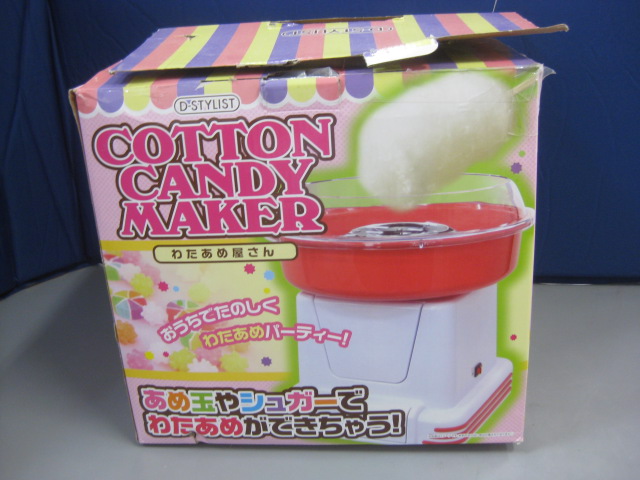 D-STYLIST
COTTON
CANDY
MAKER
わたあめ屋さん
おうちでたのしく
わたあめパーティー!
あめ玉やシュガーで
わたあめができちゃう!